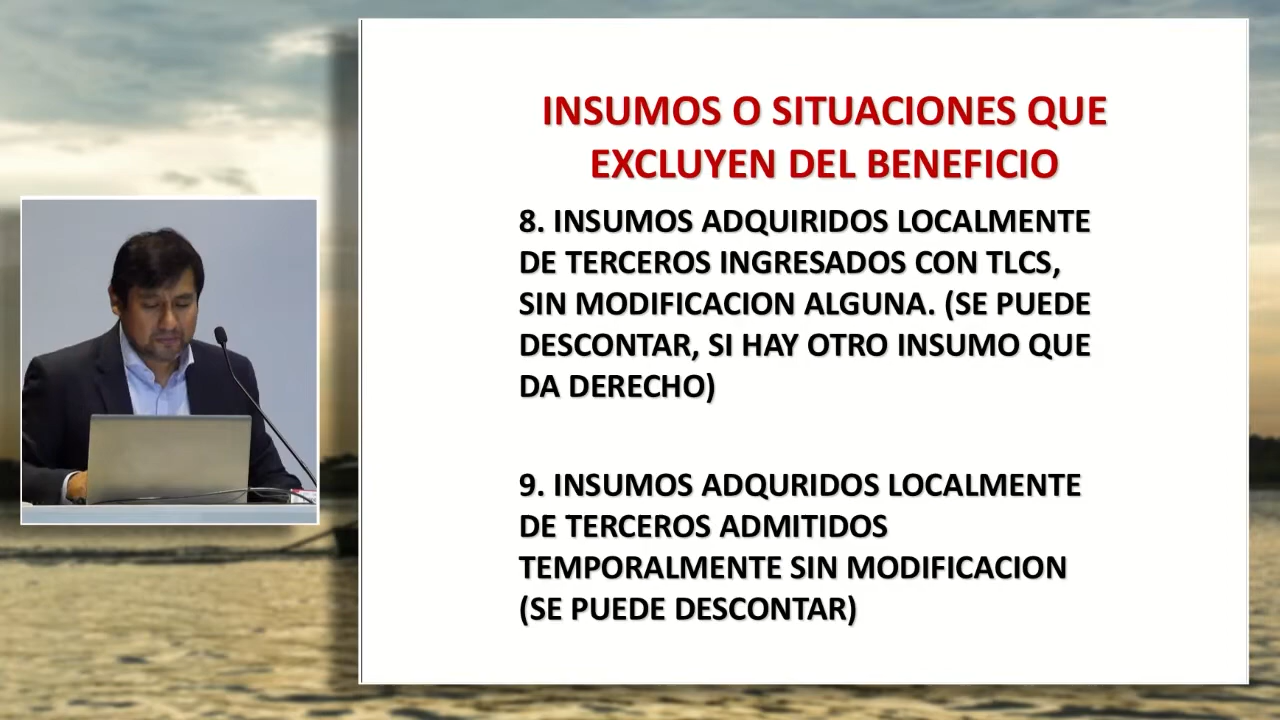 INSUMOS O SITUACIONES QUE
EXCLUYEN DEL BENEFICIO
8. INSUMOS ADQUIRIDOS LOCALMENTE
DE TERCEROS INGRESADOS CON TLCS,
SIN MODIFICACION ALGUNA. (SE PUEDE
DESCONTAR, SI HAY OTRO INSUMO QUE
DA DERECHO)
9. INSUMOS ADQURIDOS LOCALMENTE
DE TERCEROS ADMITIDOS
TEMPORALMENTE SIN MODIFICACION
(SE PUEDE DESCONTAR)